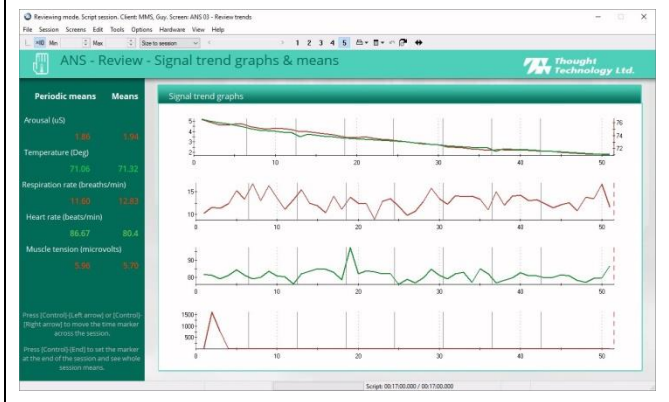 Reviewing mode. Script session. Client: MMS, Guy. Screen: ANS 03 - Review trends
File Session Screens Edit Tools Options Hardware View Help
Min Max Size to session 1 2 3 4 5
ANS - Review - Signal trend graphs & means
Thought
Technology Ltd.
Periodic means Means
Signal trend graphs
Arousal (uS)
1.86 1.94
Temperature (Deg)
71.06 71.32
Respiration rate (breaths/min)
11.60 12.63
Heart rate (beats/min)
86.67 80.4
Muscle tension (microvolts)
5.98 5.70
Press [Control]-[Left arrow] or [Control]-
[Right arrow] to move the time marker
across the session.
Press [Control]-[End] to set the marker
at the end of the session and see whole
session means.
5 4 3 2
76 74 72
0 10 20 30 40 50
15 10
0 10 20 30 40 50
90 80
0 10 20 30 40 50
1500 1000 500
0 10 20 30 40 50
Script: 00:17:00.000 / 00:17:00.000